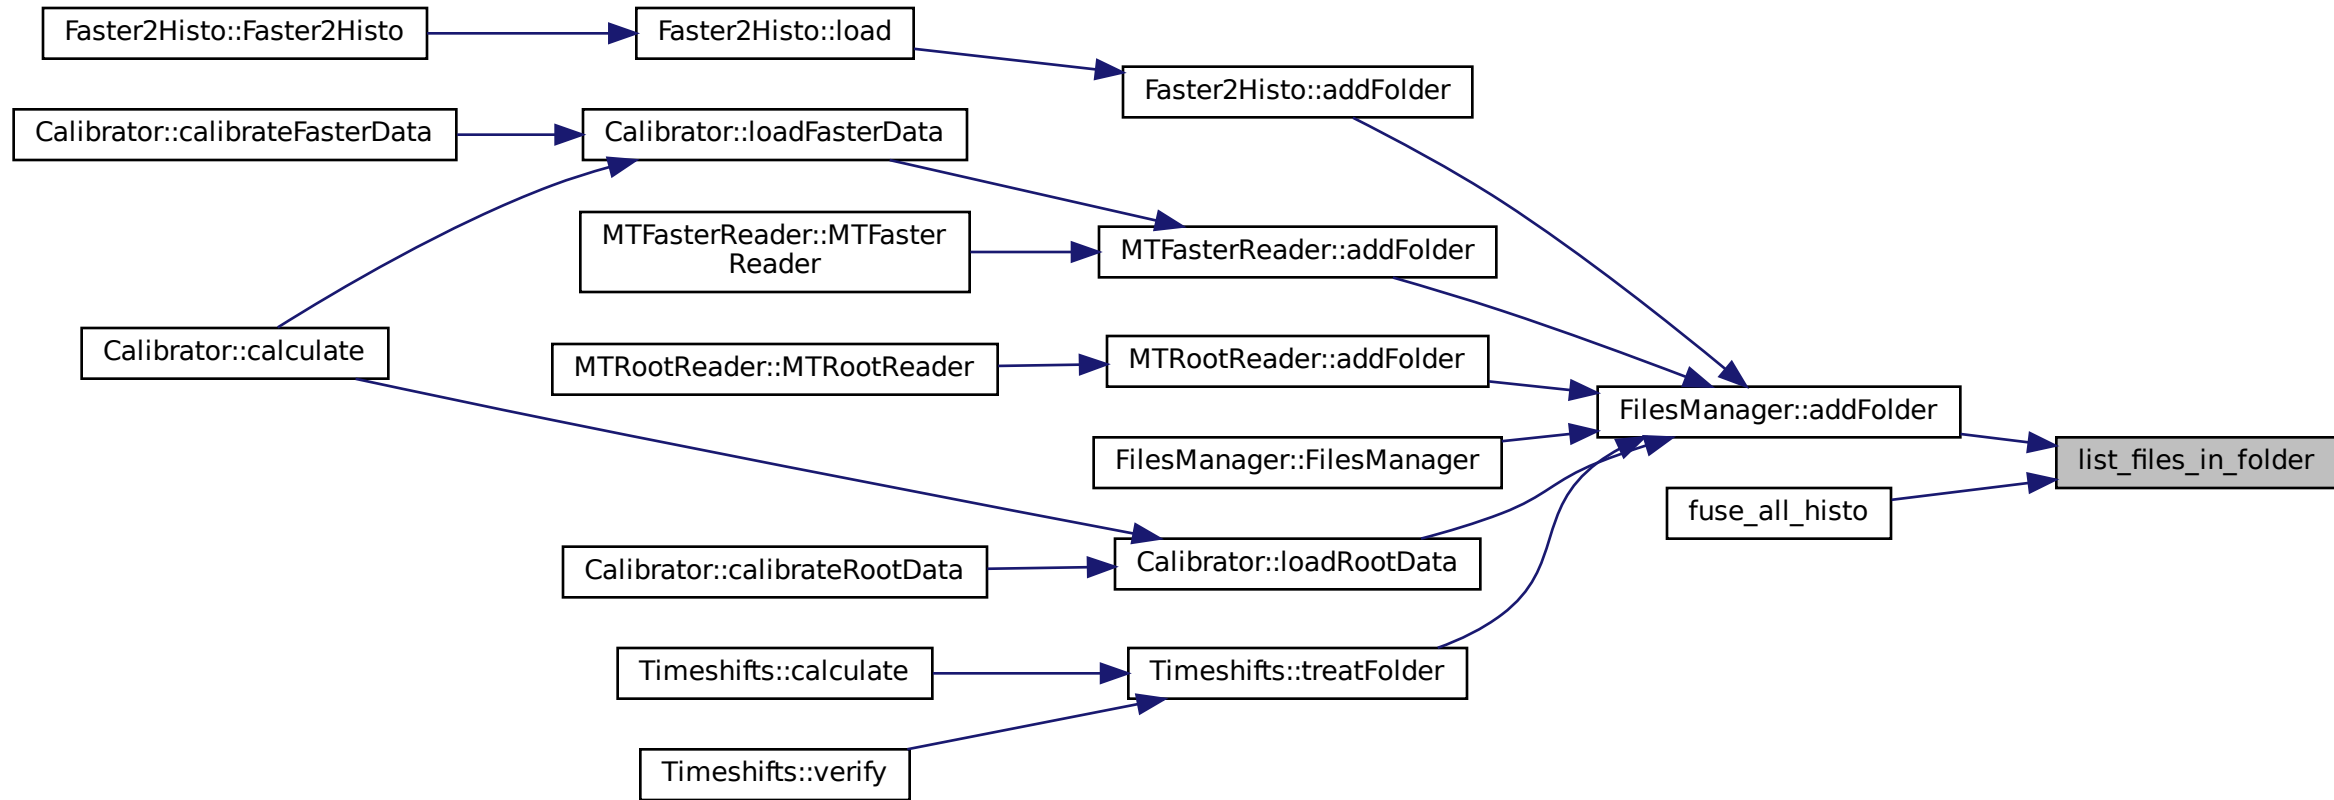 Faster2Histo::Faster2Histo
Faster2Histo::load
Faster2Histo::addFolder
Calibrator::calibrateFasterData
Calibrator::loadFasterData
MTFasterReader::MTFaster
Reader
MTFasterReader::addFolder
Calibrator::calculate
MTRootReader::MTRootReader
MTRootReader::addFolder
FilesManager::addFolder
FilesManager::FilesManager
list_files_in_folder
fuse_all_histo
Calibrator::calibrateRootData
Calibrator::loadRootData
Timeshifts::calculate
Timeshifts::treatFolder
Timeshifts::verify